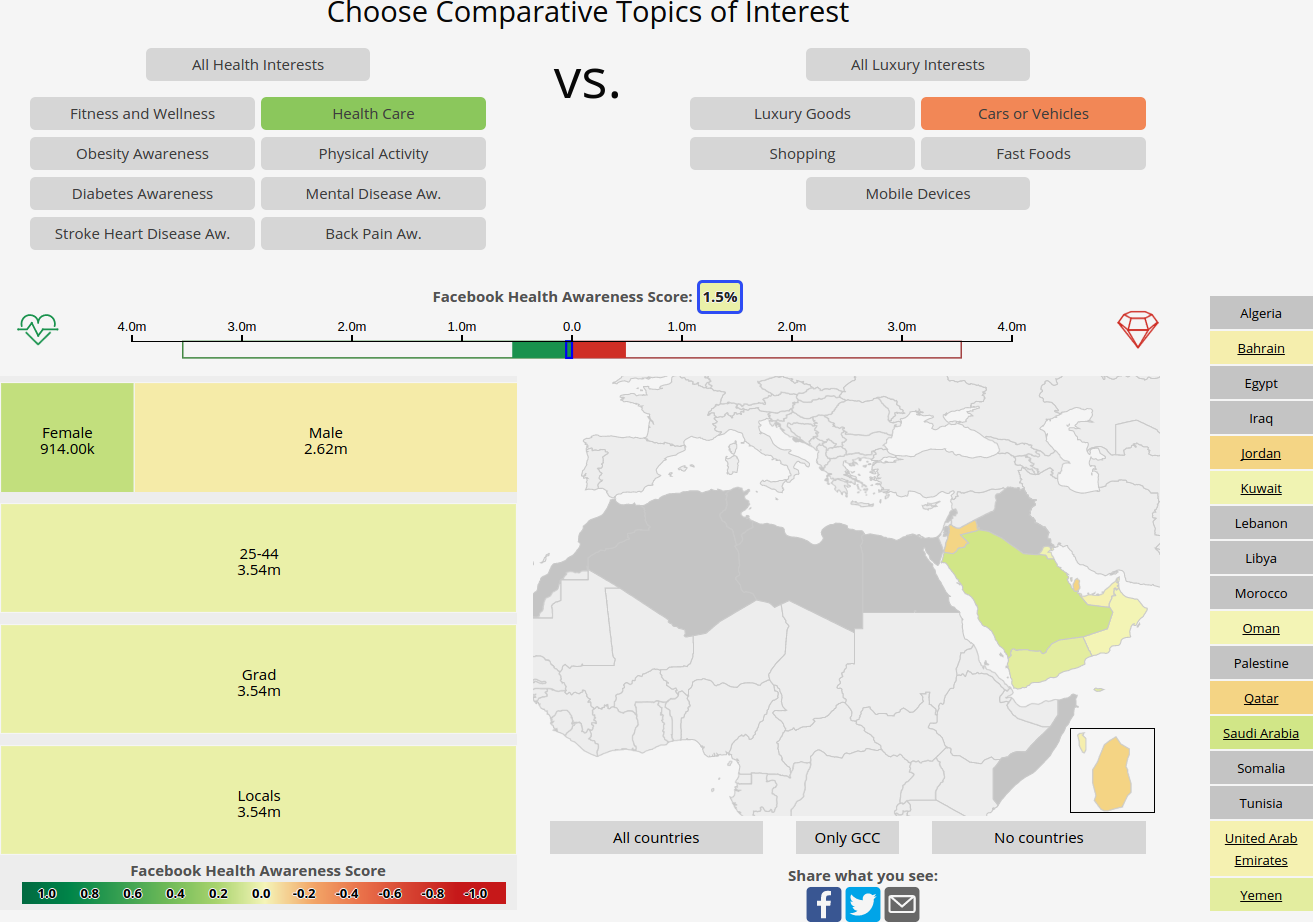 Choose Comparative Topics of Interest
All Health Interests
Fitness and Wellness
Health Care
Obesity Awareness
Physical Activity
Diabetes Awareness
Mental Disease Aw.
Stroke Heart Disease Aw.
Back Pain Aw.
vs.
All Luxury Interests
Luxury Goods
Cars or Vehicles
Shopping
Fast Foods
Mobile Devices
Facebook Health Awareness Score: 1.5%
4.0m 3.0m 2.0m 1.0m 0.0 1.0m 2.0m 3.0m 4.0m
Female
914.00k
Male
2.62m
25-44
3.54m
Grad
3.54m
Locals
3.54m
Facebook Health Awareness Score
1.0 0.8 0.6 0.4 0.2 0.0 -0.2 -0.4 -0.6 -0.8 -1.0
All countries
Only GCC
No countries
Share what you see:
Algeria
Bahrain
Egypt
Iraq
Jordan
Kuwait
Lebanon
Libya
Morocco
Oman
Palestine
Qatar
Saudi Arabia
Somalia
Tunisia
United Arab
Emirates
Yemen